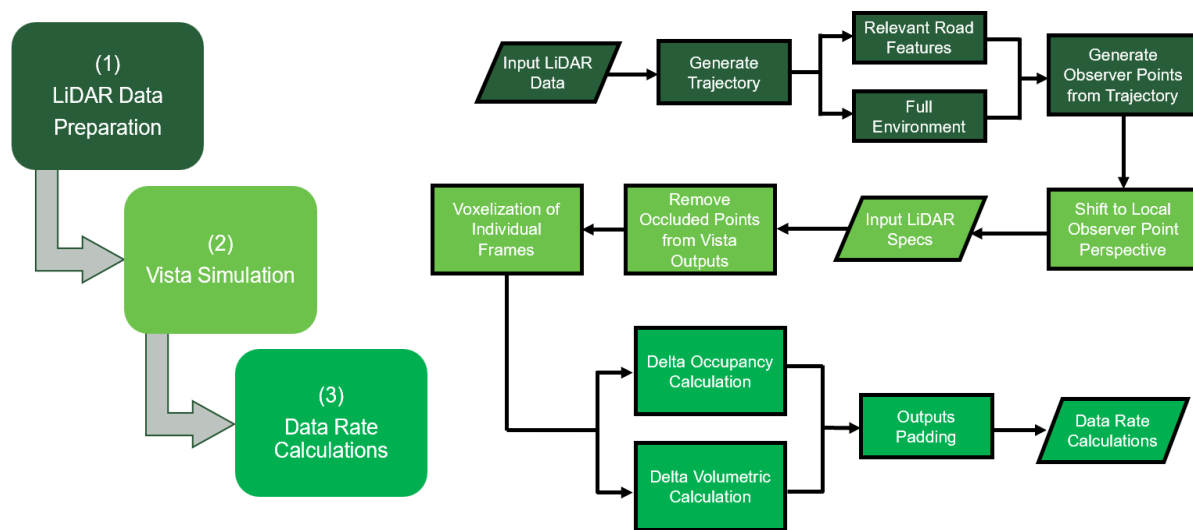 (1)
LiDAR Data
Preparation
(2)
Vista Simulation
(3)
Data Rate
Calculations
Input LiDAR
Data
Generate
Trajectory
Relevant Road
Features
Full
Environment
Generate
Observer Points
from Trajectory
Shift to Local
Observer Point
Perspective
Input LiDAR
Specs
Remove
Occluded Points
from Vista
Outputs
Voxelization of
Individual
Frames
Delta Occupancy
Calculation
Delta Volumetric
Calculation
Outputs
Padding
Data Rate
Calculations